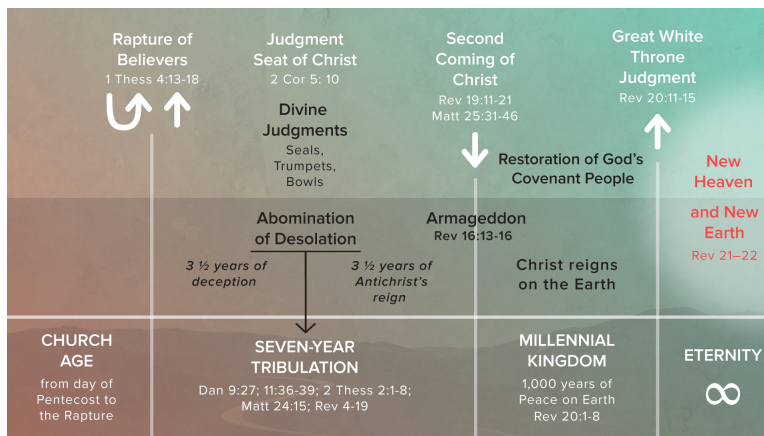 Rapture of
Believers
1 Thess 4:13-18
Judgment
Seat of Christ
2 Cor 5: 10
Divine
Judgments
Seals,
Trumpets,
Bowls
Second
Coming of
Christ
Rev 19:11-21
Matt 25:31-46
Great White
Throne
Judgment
Rev 20:11-15
Restoration of God's
Covenant People
New
Heaven
and New
Earth
Rev 21–22
Abomination
of Desolation
3 ½ years of
deception
3 ½ years of
Antichrist's
reign
Armageddon
Rev 16:13-16
Christ reigns
on the Earth
CHURCH
AGE
from day of
Pentecost to
the Rapture
SEVEN-YEAR
TRIBULATION
Dan 9:27; 11:36-39; 2 Thess 2:1-8;
Matt 24:15; Rev 4-19
MILLENNIAL
KINGDOM
1,000 years of
Peace on Earth
Rev 20:1-8
ETERNITY
∞